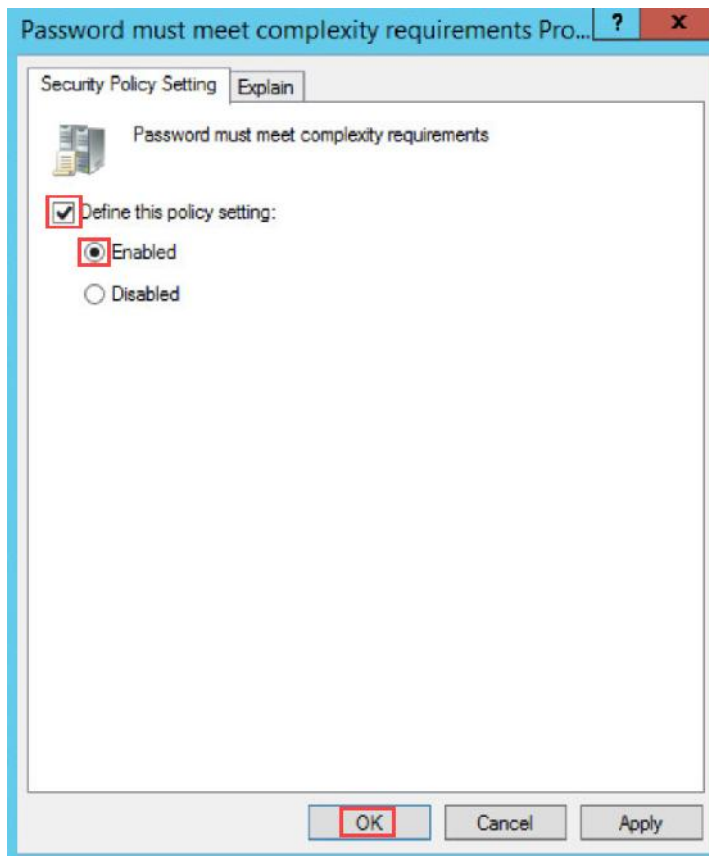 Password must meet complexity requirements Pro...
?
x
Security Policy Setting
Explain
Password must meet complexity requirements
Define this policy setting:
Enabled
Disabled
OK
Cancel
Apply